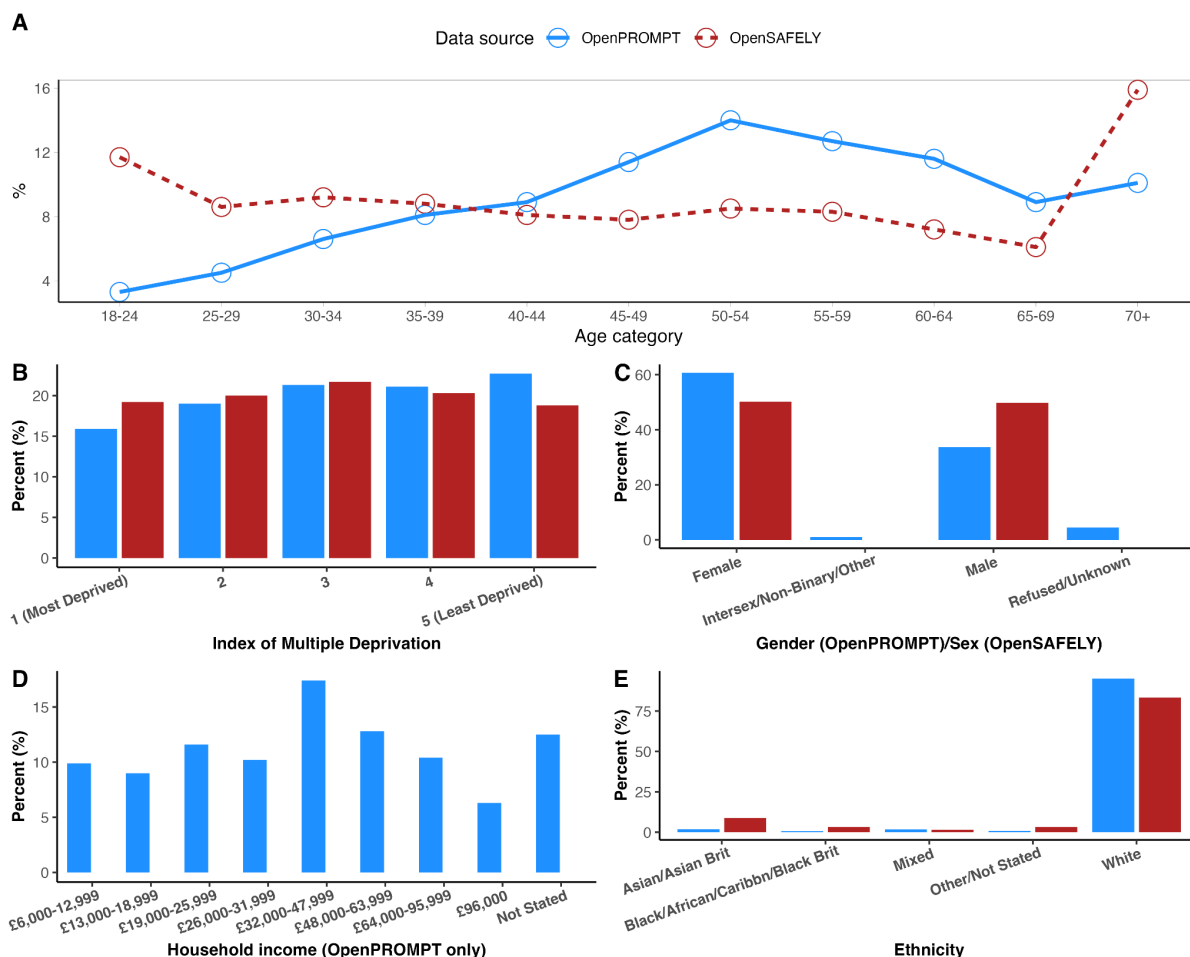 A
Data source OpenPROMPT OpenSAFELY
16
12
8
4
%
18-24 25-29 30-34 35-39 40-44 45-49 50-54 55-59 60-64 65-69 70+
Age category
B
20
15
10
5
0
Percent (%)
1 (Most Deprived) 2 3 4 5 (Least Deprived)
Index of Multiple Deprivation
C
60
40
20
0
Percent (%)
Female Intersex/Non-Binary/Other Male Refused/Unknown
Gender (OpenPROMPT)/Sex (OpenSAFELY)
D
15
10
5
0
Percent (%)
£6,000-12,999 £13,000-18,999 £19,000-25,999 £26,000-31,999 £32,000-47,999 £48,000-63,999 £64,000-95,999 £96,000 Not Stated
Household income (OpenPROMPT only)
E
75
50
25
0
Percent (%)
Asian/Asian Brit Black/African/Caribbn/Black Brit Mixed Other/Not Stated White
Ethnicity